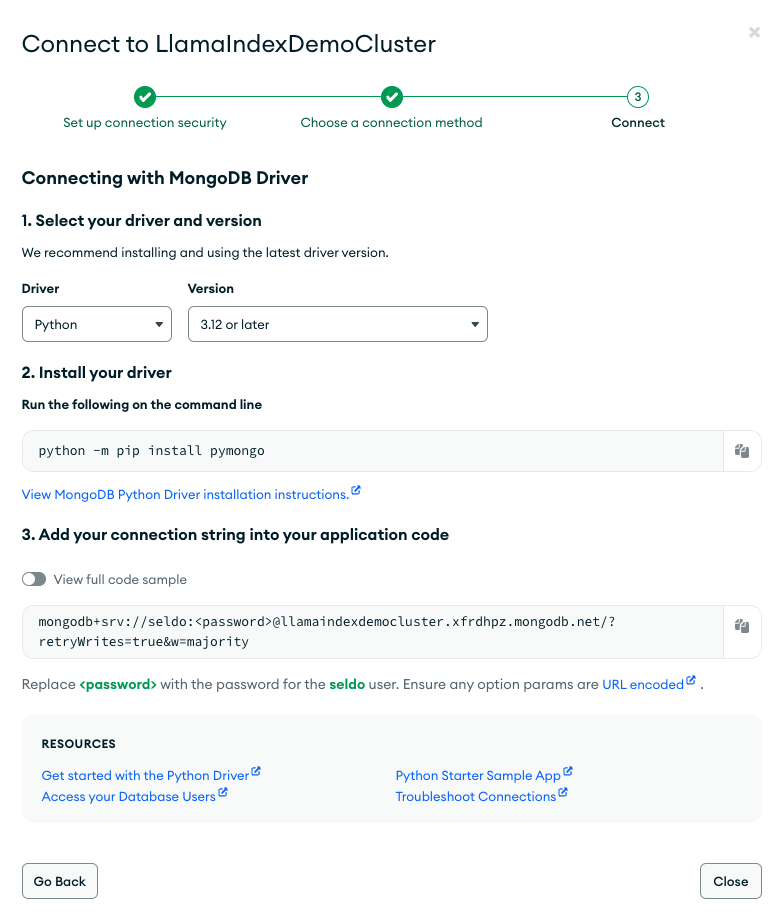 Connect to LlamaIndexDemoCluster
Set up connection security
Choose a connection method
3
Connect
Connecting with MongoDB Driver
1. Select your driver and version
We recommend installing and using the latest driver version.
Driver
Version
Python
3.12 or later
2. Install your driver
Run the following on the command line
python -m pip install pymongo
View MongoDB Python Driver installation instructions.
3. Add your connection string into your application code
View full code sample
mongodb+srv://seldo:<password>@llamaindexdemocluster.xfrdhpz.mongodb.net/?
retryWrites=true&w=majority
Replace <password> with the password for the seldo user. Ensure any option params are URL encoded .
RESOURCES
Get started with the Python Driver
Python Starter Sample App
Access your Database Users
Troubleshoot Connections
Go Back
Close